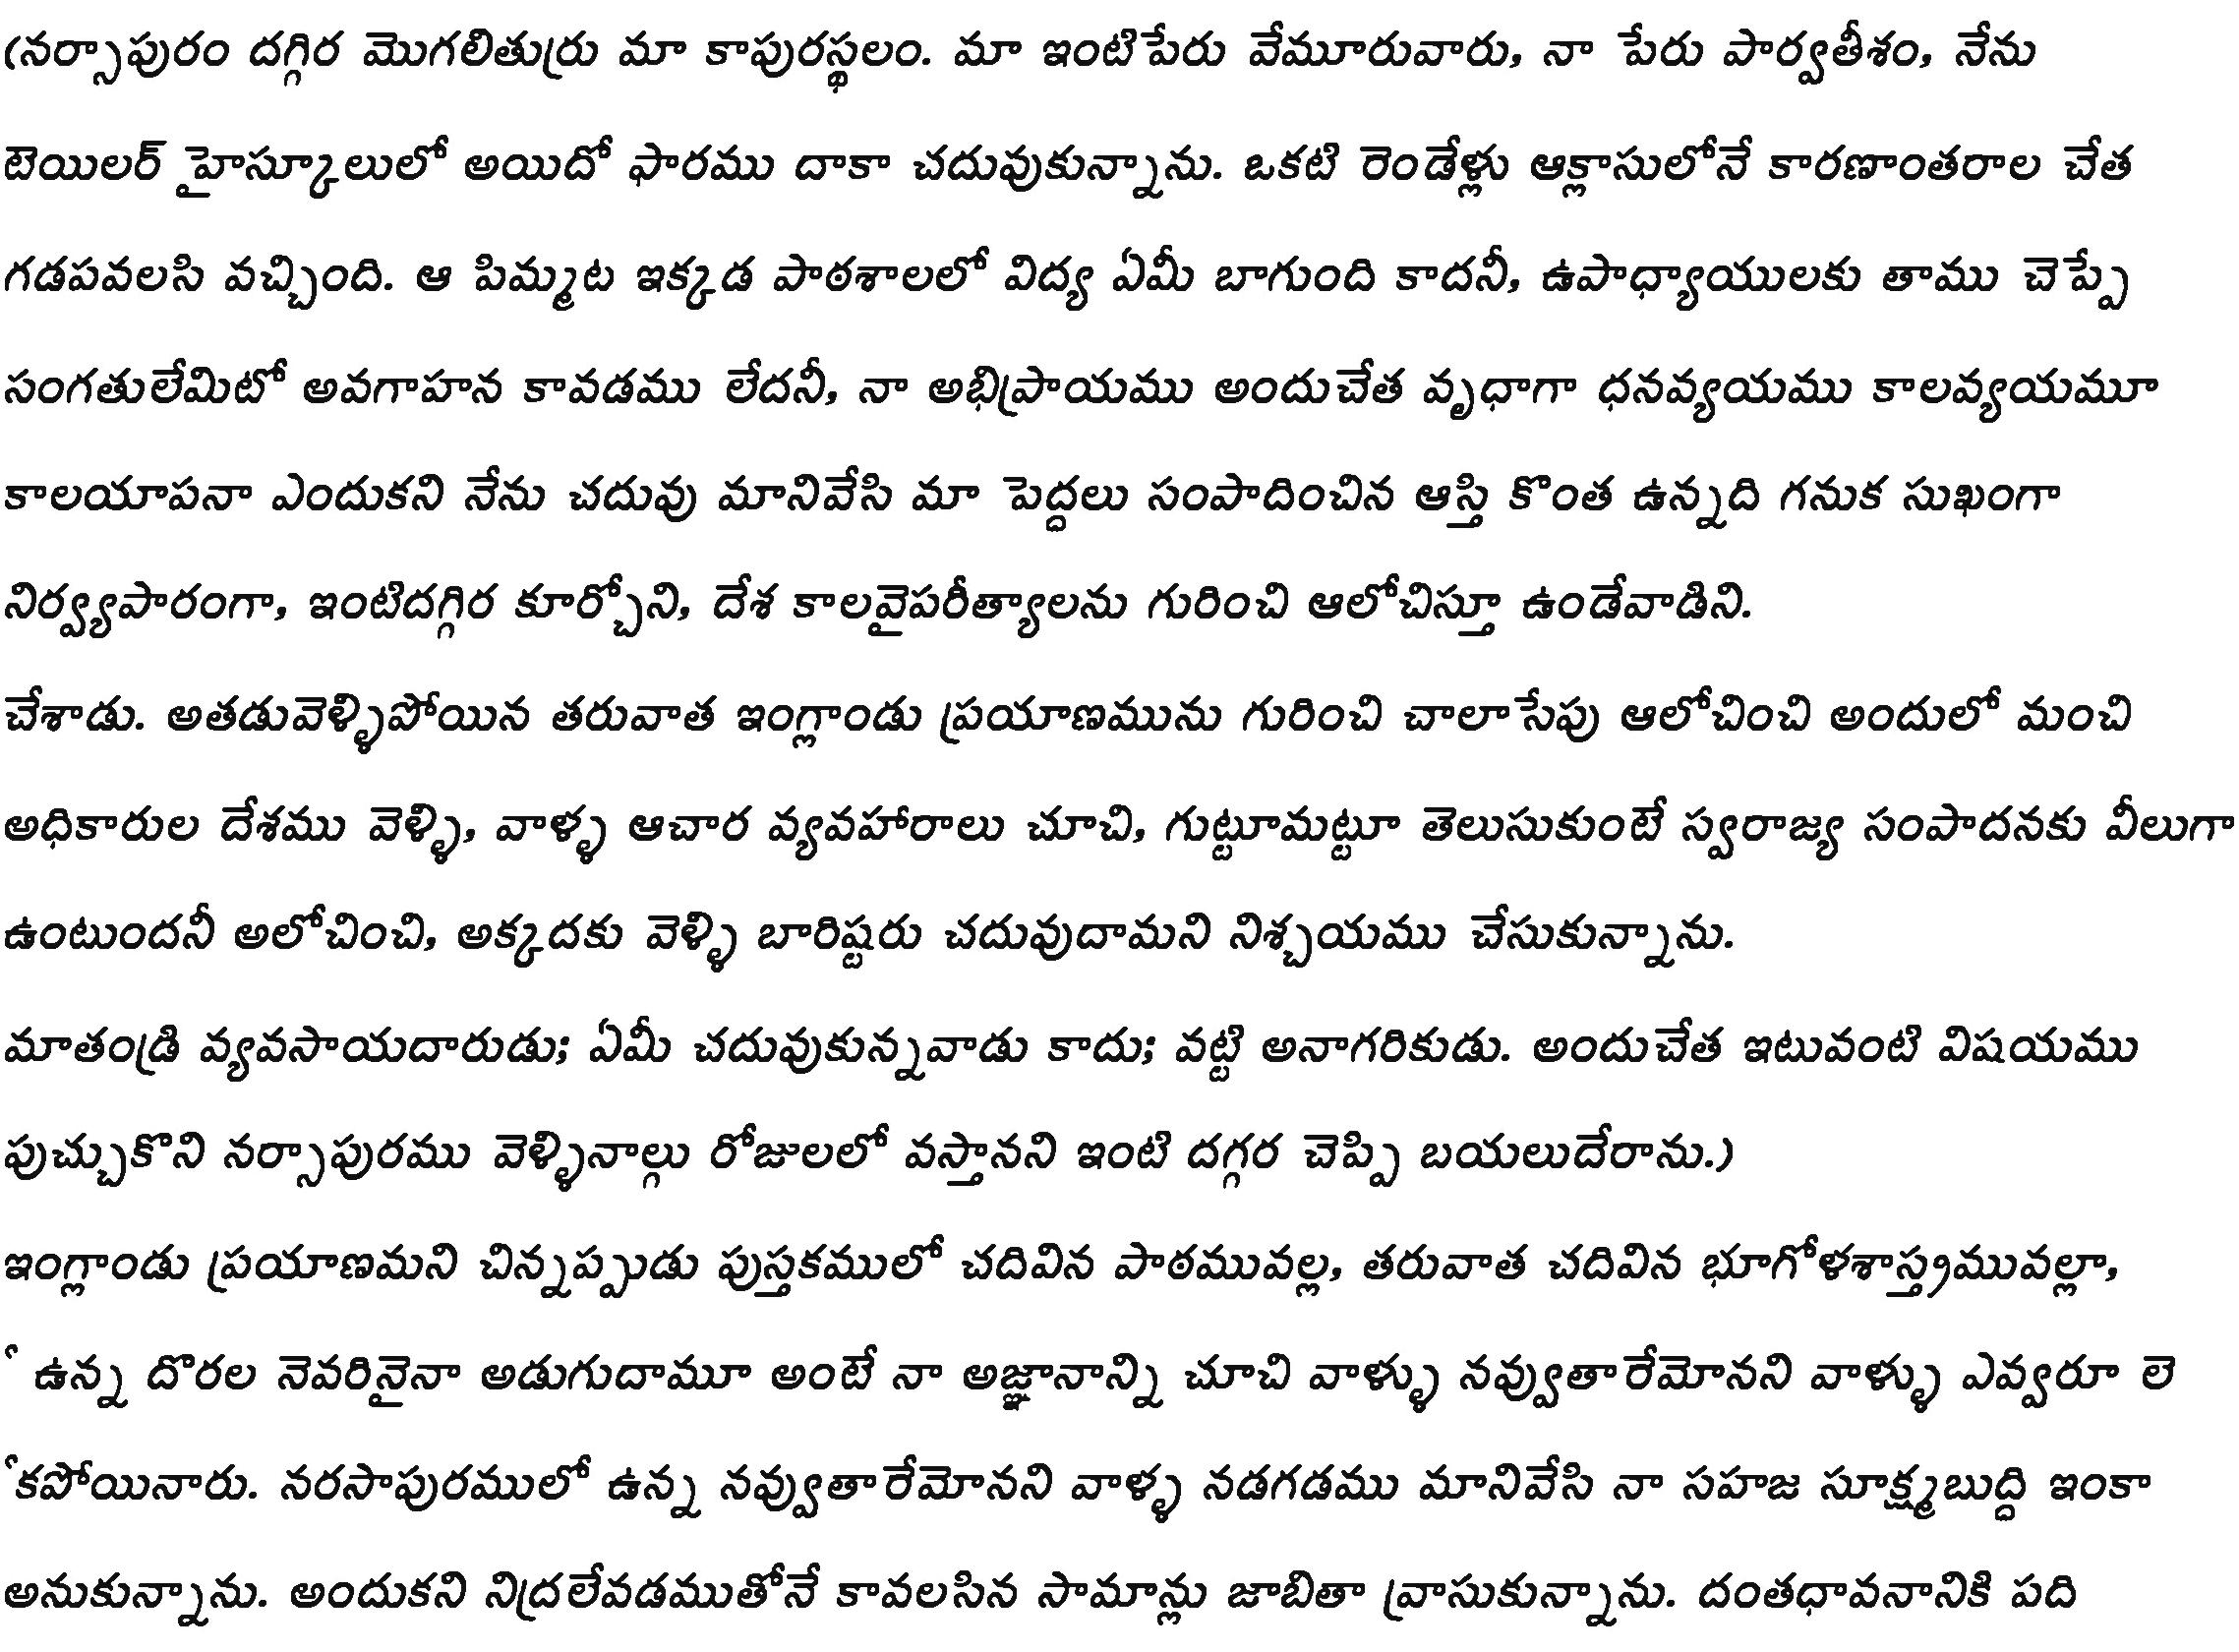 (నర్సాపురం దగ్గిర మొగలితుర్రు మా కాపురస్థలం. మా ఇంటిపేరు వేమూరువారు, నా పేరు పార్వతీశం, నేను
టెయిలర్ హైస్కూలులో అయిదో ఫారము దాకా చదువుకున్నాను. ఒకటి రెండేళ్లు ఆక్లాసులోనే కారణాంతరాల చేత
గడపవలసి వచ్చింది. ఆ పిమ్మట ఇక్కడ పాఠశాలలో విద్య ఏమీ బాగుంది కాదనీ, ఉపాధ్యాయులకు తాము చెప్పే
సంగతులేమిటో అవగాహన కావడము లేదనీ, నా అభిప్రాయము అందుచేత వృధాగా ధనవ్యయము కాలవ్యయమూ
కాలయాపనా ఎందుకని నేను చదువు మానివేసి మా పెద్దలు సంపాదించిన ఆస్తి కొంత ఉన్నది గనుక సుఖంగా
నిర్వ్యపారంగా, ఇంటిదగ్గిర కూర్చోని, దేశ కాలవైపరీత్యాలను గురించి ఆలోచిస్తూ ఉండేవాడిని.
చేశాడు. అతడువెళ్ళిపోయిన తరువాత ఇంగ్లాండు ప్రయాణమును గురించి చాలాసేపు ఆలోచించి అందులో మంచి
అధికారుల దేశము వెళ్ళి, వాళ్ళ ఆచార వ్యవహారాలు చూచి, గుట్టూమట్టూ తెలుసుకుంటే స్వరాజ్య సంపాదనకు వీలుగా
ఉంటుందనీ అలోచించి, అక్కడకు వెళ్ళి బారిష్టరు చదువుదామని నిశ్చయము చేసుకున్నాను.
మాతండ్రి వ్యవసాయదారుడు; ఏమీ చదువుకున్నవాడు కాదు; వట్టి అనాగరికుడు. అందుచేత ఇటువంటి విషయము
పుచ్చుకొని నర్సాపురము వెళ్ళినాల్గు రోజులలో వస్తానని ఇంటి దగ్గర చెప్పి బయలుదేరాను.)
ఇంగ్లాండు ప్రయాణమని చిన్నప్పుడు పుస్తకములో చదివిన పాఠమువల్ల, తరువాత చదివిన భూగోళశాస్త్రమువల్లా,
ే ఉన్న దొరల నెవరినైనా అడుగుదామూ అంటే నా అజ్ఞానాన్ని చూచి వాళ్ళు నవ్వుతారేమోనని వాళ్ళు ఎవ్వరూ లె
ేకపోయినారు. నరసాపురములో ఉన్న నవ్వుతారేమోనని వాళ్ళ నడగడము మానివేసి నా సహజ సూక్ష్మబుద్ది ఇంకా
అనుకున్నాను. అందుకని నిద్రలేవడముతోనే కావలసిన సామాన్లు జాబితా వ్రాసుకున్నాను. దంతధావనానికి పది